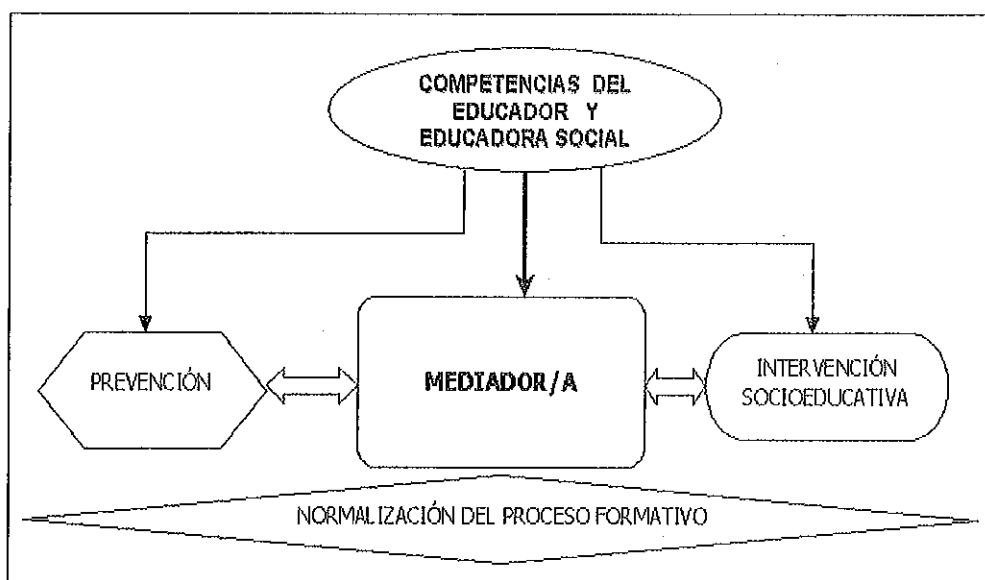 COMPETENCIAS DEL
EDUCADOR Y
EDUCADORA SOCIAL
PREVENCIÓN
MEDIADOR/A
INTERVENCIÓN
SOCIOEDUCATIVA
NORMALIZACIÓN DEL PROCESO FORMATIVO